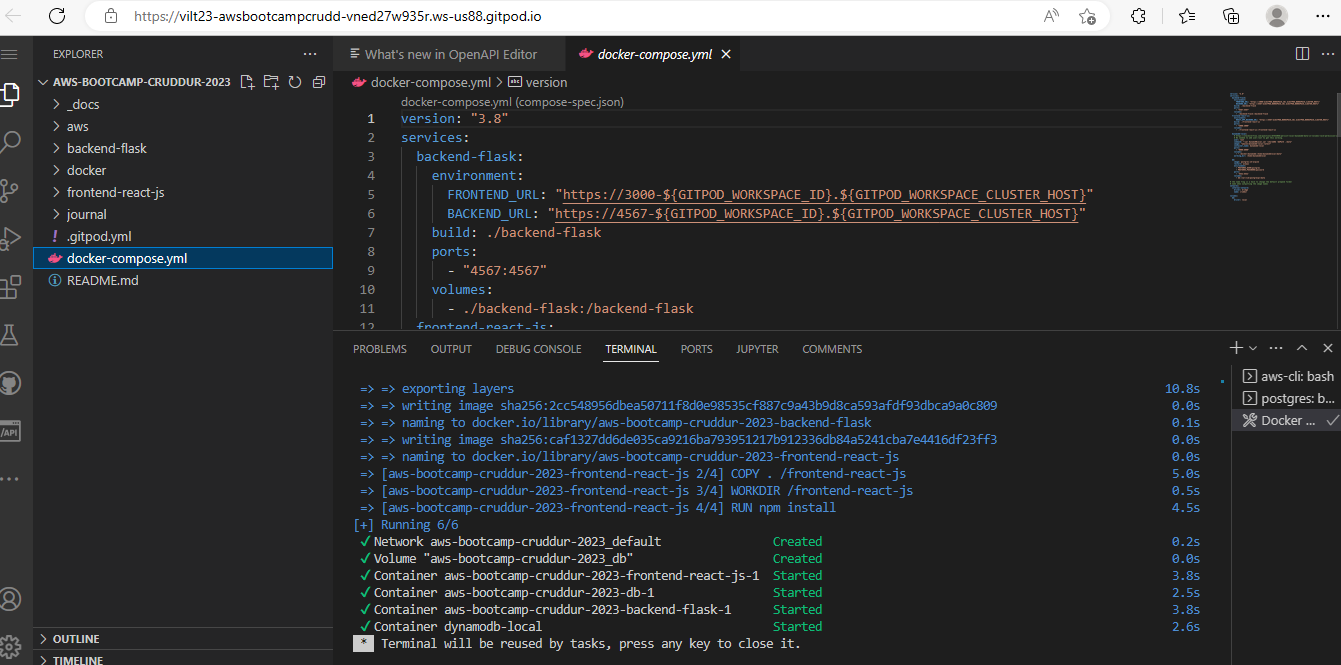 https://vilt23-awsbootcampcrudd-vned27w935r.ws-us88.gitpod.io
EXPLORER
AWS-BOOTCAMP-CRUDDUR-2023
_docs
aws
backend-flask
docker
frontend-react-js
journal
! .gitpod.yml
docker-compose.yml
README.md
OUTLINE
TIMELINE
What's new in OpenAPI Editor
docker-compose.yml
docker-compose.yml > abc version
docker-compose.yml (compose-spec.json)
1 version: "3.8"
2 services:
3 backend-flask:
4 environment:
5 FRONTEND_URL: "https://3000-${GITPOD_WORKSPACE_ID}.${GITPOD_WORKSPACE_CLUSTER_HOST}"
6 BACKEND_URL: "https://4567-${GITPOD_WORKSPACE_ID}.${GITPOD_WORKSPACE_CLUSTER_HOST}"
7 build: ./backend-flask
8 ports:
9 - "4567:4567"
10 volumes:
11 - ./backend-flask:/backend-flask
12 frontend-react-js:
PROBLEMS OUTPUT DEBUG CONSOLE TERMINAL PORTS JUPYTER COMMENTS
=> => exporting layers 10.8s
=> => writing image sha256:2cc548956dbea50711f8d0e98535cf887c9a43b9d8ca593afdf93dbca9a0c809 0.0s
=> => naming to docker.io/library/aws-bootcamp-cruddur-2023-backend-flask 0.1s
=> => writing image sha256:caf1327dd6de035ca9216ba793951217b912336db84a5241cba7e4416df23ff3 0.0s
=> => naming to docker.io/library/aws-bootcamp-cruddur-2023-frontend-react-js 0.0s
=> [aws-bootcamp-cruddur-2023-frontend-react-js 2/4] COPY . /frontend-react-js 5.0s
=> [aws-bootcamp-cruddur-2023-frontend-react-js 3/4] WORKDIR /frontend-react-js 0.5s
=> [aws-bootcamp-cruddur-2023-frontend-react-js 4/4] RUN npm install 4.5s
[+] Running 6/6
✓ Network aws-bootcamp-cruddur-2023_default Created 0.2s
✓ Volume "aws-bootcamp-cruddur-2023_db" Created 0.0s
✓ Container aws-bootcamp-cruddur-2023-frontend-react-js-1 Started 3.8s
✓ Container aws-bootcamp-cruddur-2023-db-1 Started 2.5s
✓ Container aws-bootcamp-cruddur-2023-backend-flask-1 Started 3.8s
✓ Container dynamodb-local Started 2.6s
* Terminal will be reused by tasks, press any key to close it.
aws-cli: bash
postgres: b...
Docker ...
/API